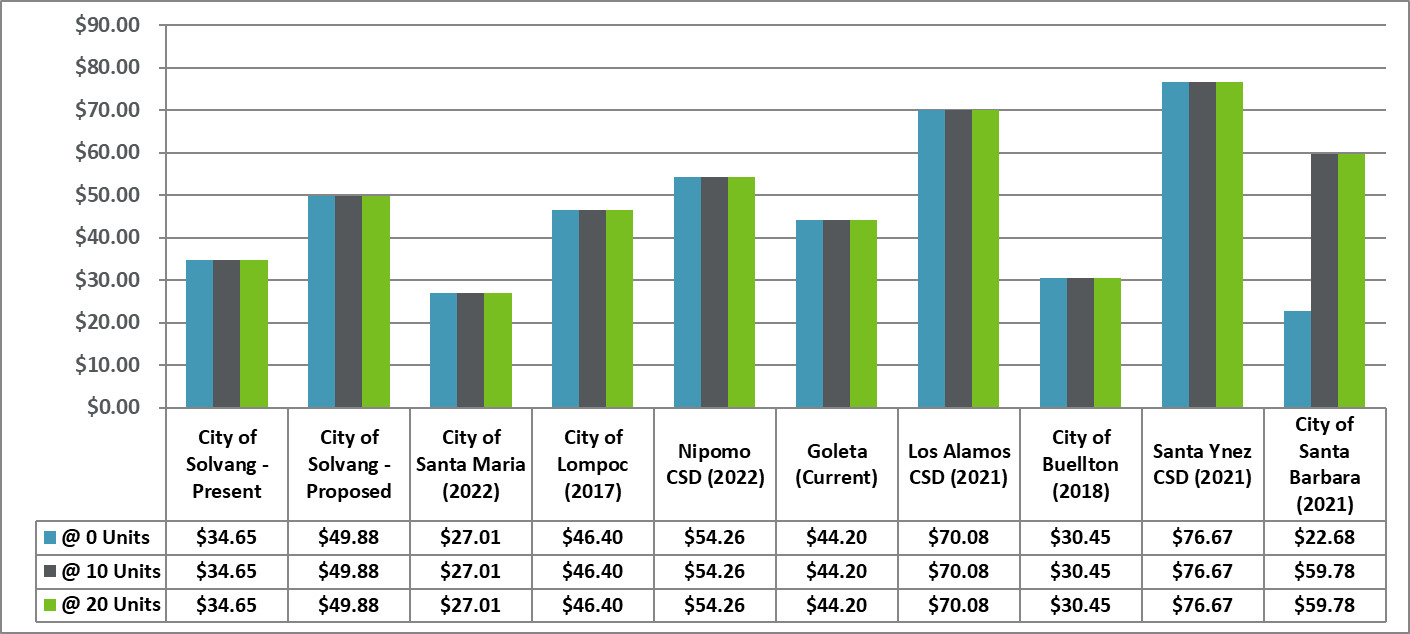 $90.00
$80.00
$70.00
$60.00
$50.00
$40.00
$30.00
$20.00
$10.00
$0.00
City of
Solvang -
Present
City of
Solvang -
Proposed
City of
Santa Maria
(2022)
City of
Lompoc
(2017)
Nipomo
CSD (2022)
Goleta
(Current)
Los Alamos
CSD (2021)
City of
Buellton
(2018)
Santa Ynez
CSD (2021)
City of
Santa
Barbara
(2021)
@ 0 Units $34.65 $49.88 $27.01 $46.40 $54.26 $44.20 $70.08 $30.45 $76.67 $22.68
@ 10 Units $34.65 $49.88 $27.01 $46.40 $54.26 $44.20 $70.08 $30.45 $76.67 $59.78
@ 20 Units $34.65 $49.88 $27.01 $46.40 $54.26 $44.20 $70.08 $30.45 $76.67 $59.78